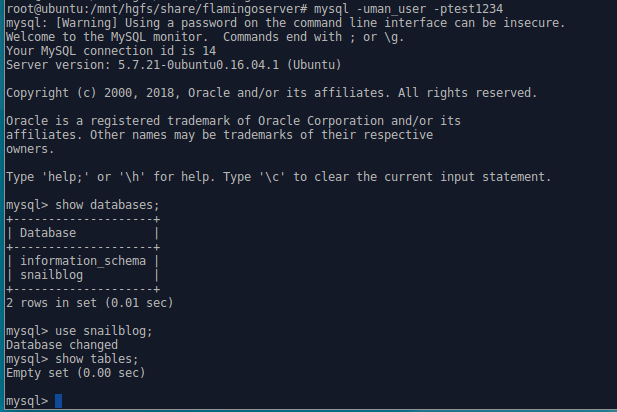 root@ubuntu:/mnt/hgfs/share/flamingoserver# mysql -uman_user -ptest1234
mysql: [Warning] Using a password on the command line interface can be insecure.
Welcome to the MySQL monitor.  Commands end with ; or \g.
Your MySQL connection id is 14
Server version: 5.7.21-0ubuntu0.16.04.1 (Ubuntu)

Copyright (c) 2000, 2018, Oracle and/or its affiliates. All rights reserved.

Oracle is a registered trademark of Oracle Corporation and/or its
affiliates. Other names may be trademarks of their respective
owners.

Type 'help;' or '\h' for help. Type '\c' to clear the current input statement.

mysql> show databases;
+--------------------+
| Database           |
+--------------------+
| information_schema |
| snailblog          |
+--------------------+
2 rows in set (0.01 sec)

mysql> use snailblog;
Database changed
mysql> show tables;
Empty set (0.00 sec)

mysql>